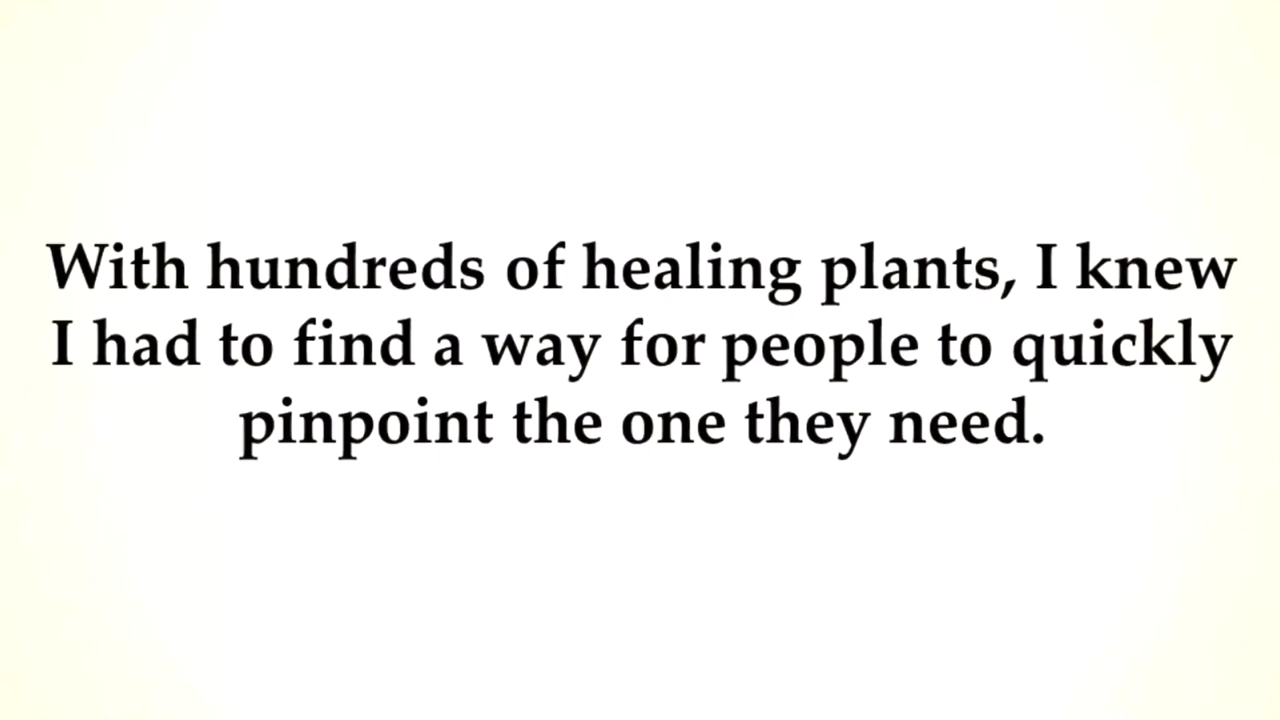 With hundreds of healing plants, I knew
I had to find a way for people to quickly
pinpoint the one they need.